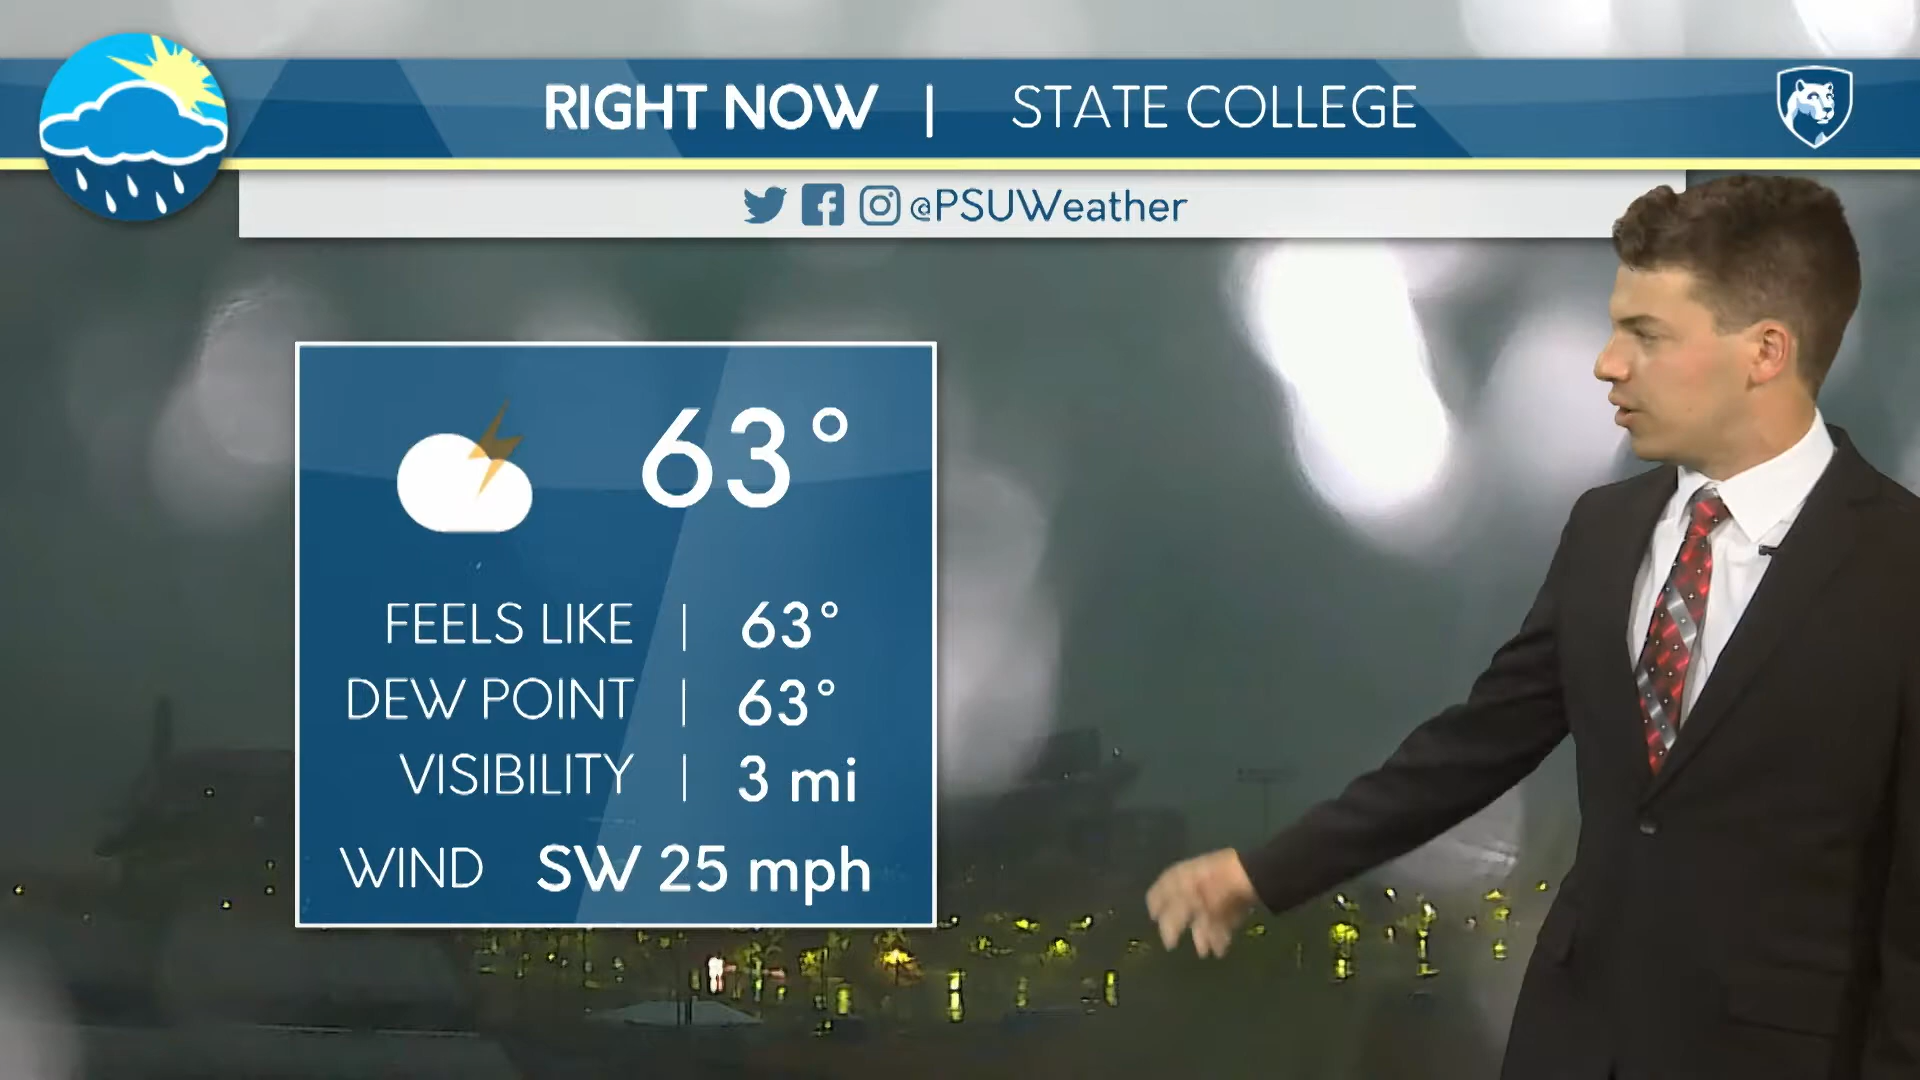 RIGHT NOW | STATE COLLEGE
@PSUWeather
63°
FEELS LIKE | 63°
DEW POINT | 63°
VISIBILITY | 3 mi
WIND SW 25 mph